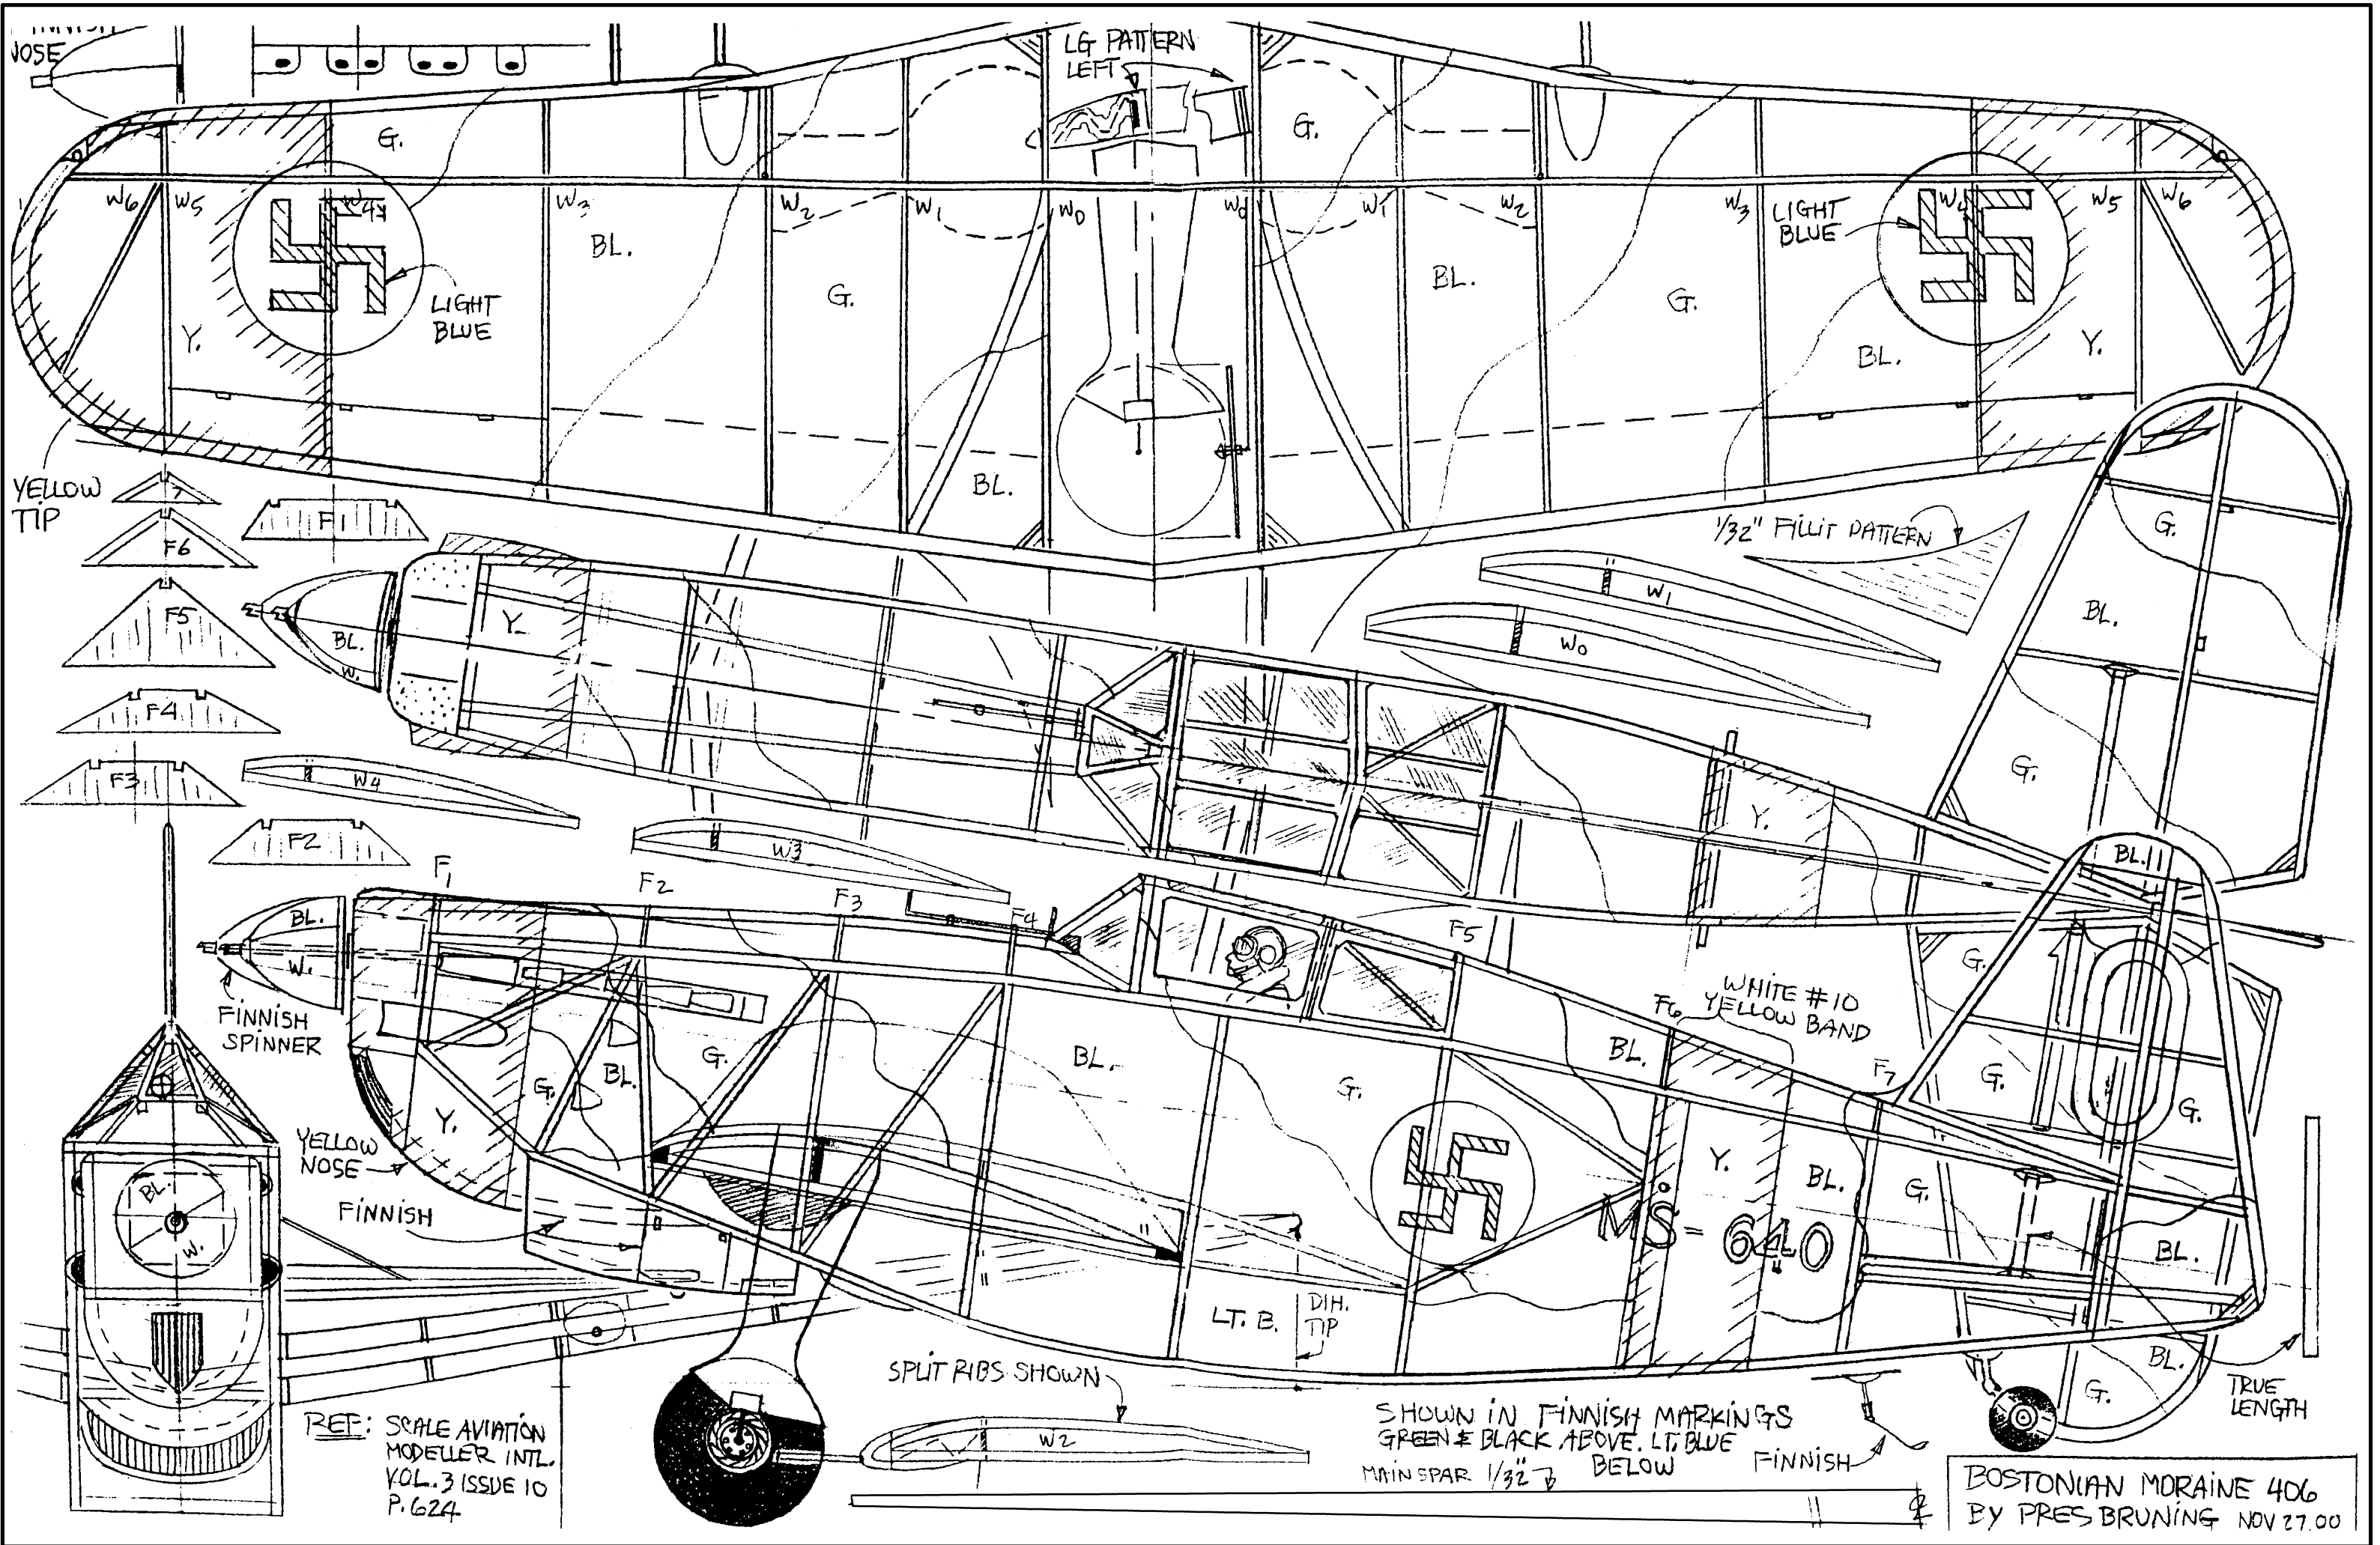 NOSE
LG PATTERN
LEFT
G.
G.
W6
W5
W4
W3
W2
W1
W0
W0
W1
W2
W3
W4
W5
W6
LIGHT
BLUE
LIGHT
BLUE
BL.
G.
BL.
G.
Y.
BL.
Y.
BL.
YELLOW
TIP
7
F1
F6
F5
F4
F3
F2
1/32" FILLIT PATTERN
W1
W0
G.
BL.
G.
Y.
BL.
W.
Y.
W4
W3
BL.
F1
F2
F3
F4
F5
F6
F7
BL.
W.
FINNISH
SPINNER
WHITE #10
YELLOW BAND
G.
G.
G.
BL.
G.
BL.
G.
BL.
G.
Y.
YELLOW
NOSE
FINNISH
Y.
BL.
G.
BL.
MS=640
BL.
W.
LT. B.
DIH.
TIP
BL.
G.
TRUE
LENGTH
SPLIT RIBS SHOWN
W2
REF: SCALE AVIATION
MODELLER INTL.
VOL. 3 ISSUE 10
P. 624
SHOWN IN FINNISH MARKINGS
GREEN & BLACK ABOVE. LT. BLUE
BELOW
MAIN SPAR 1/32"
FINNISH
BOSTONIAN MORAINE 406
BY PRES BRUNING NOV 27.00